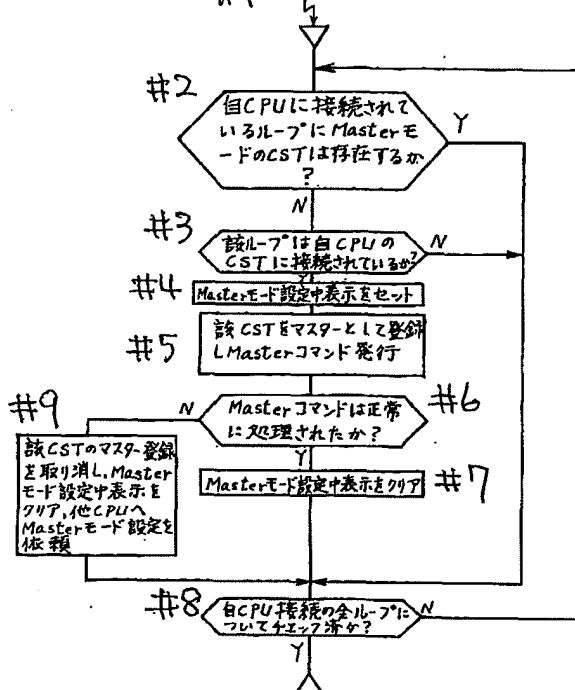 #2
自CPUに接続されて
いるループにMasterモ
ードのCSTは存在するか
?
Y
N
#3
該ループは自CPUの
CSTに接続されているか?
N
Y
#4
Masterモード設定中表示をセット
#5
該CSTをマスターとして登録
しMasterコマンド発行
#6
Masterコマンドは正常
に処理されたか?
N
Y
#9
該CSTのマスター登録
を取り消し、Master
モード設定中表示を
クリア、他CPUへ
Masterモード設定を
依頼
#7
Masterモード設定中表示をクリア
#8
自CPU接続の全ループに
ついてチェック済か?
N
Y